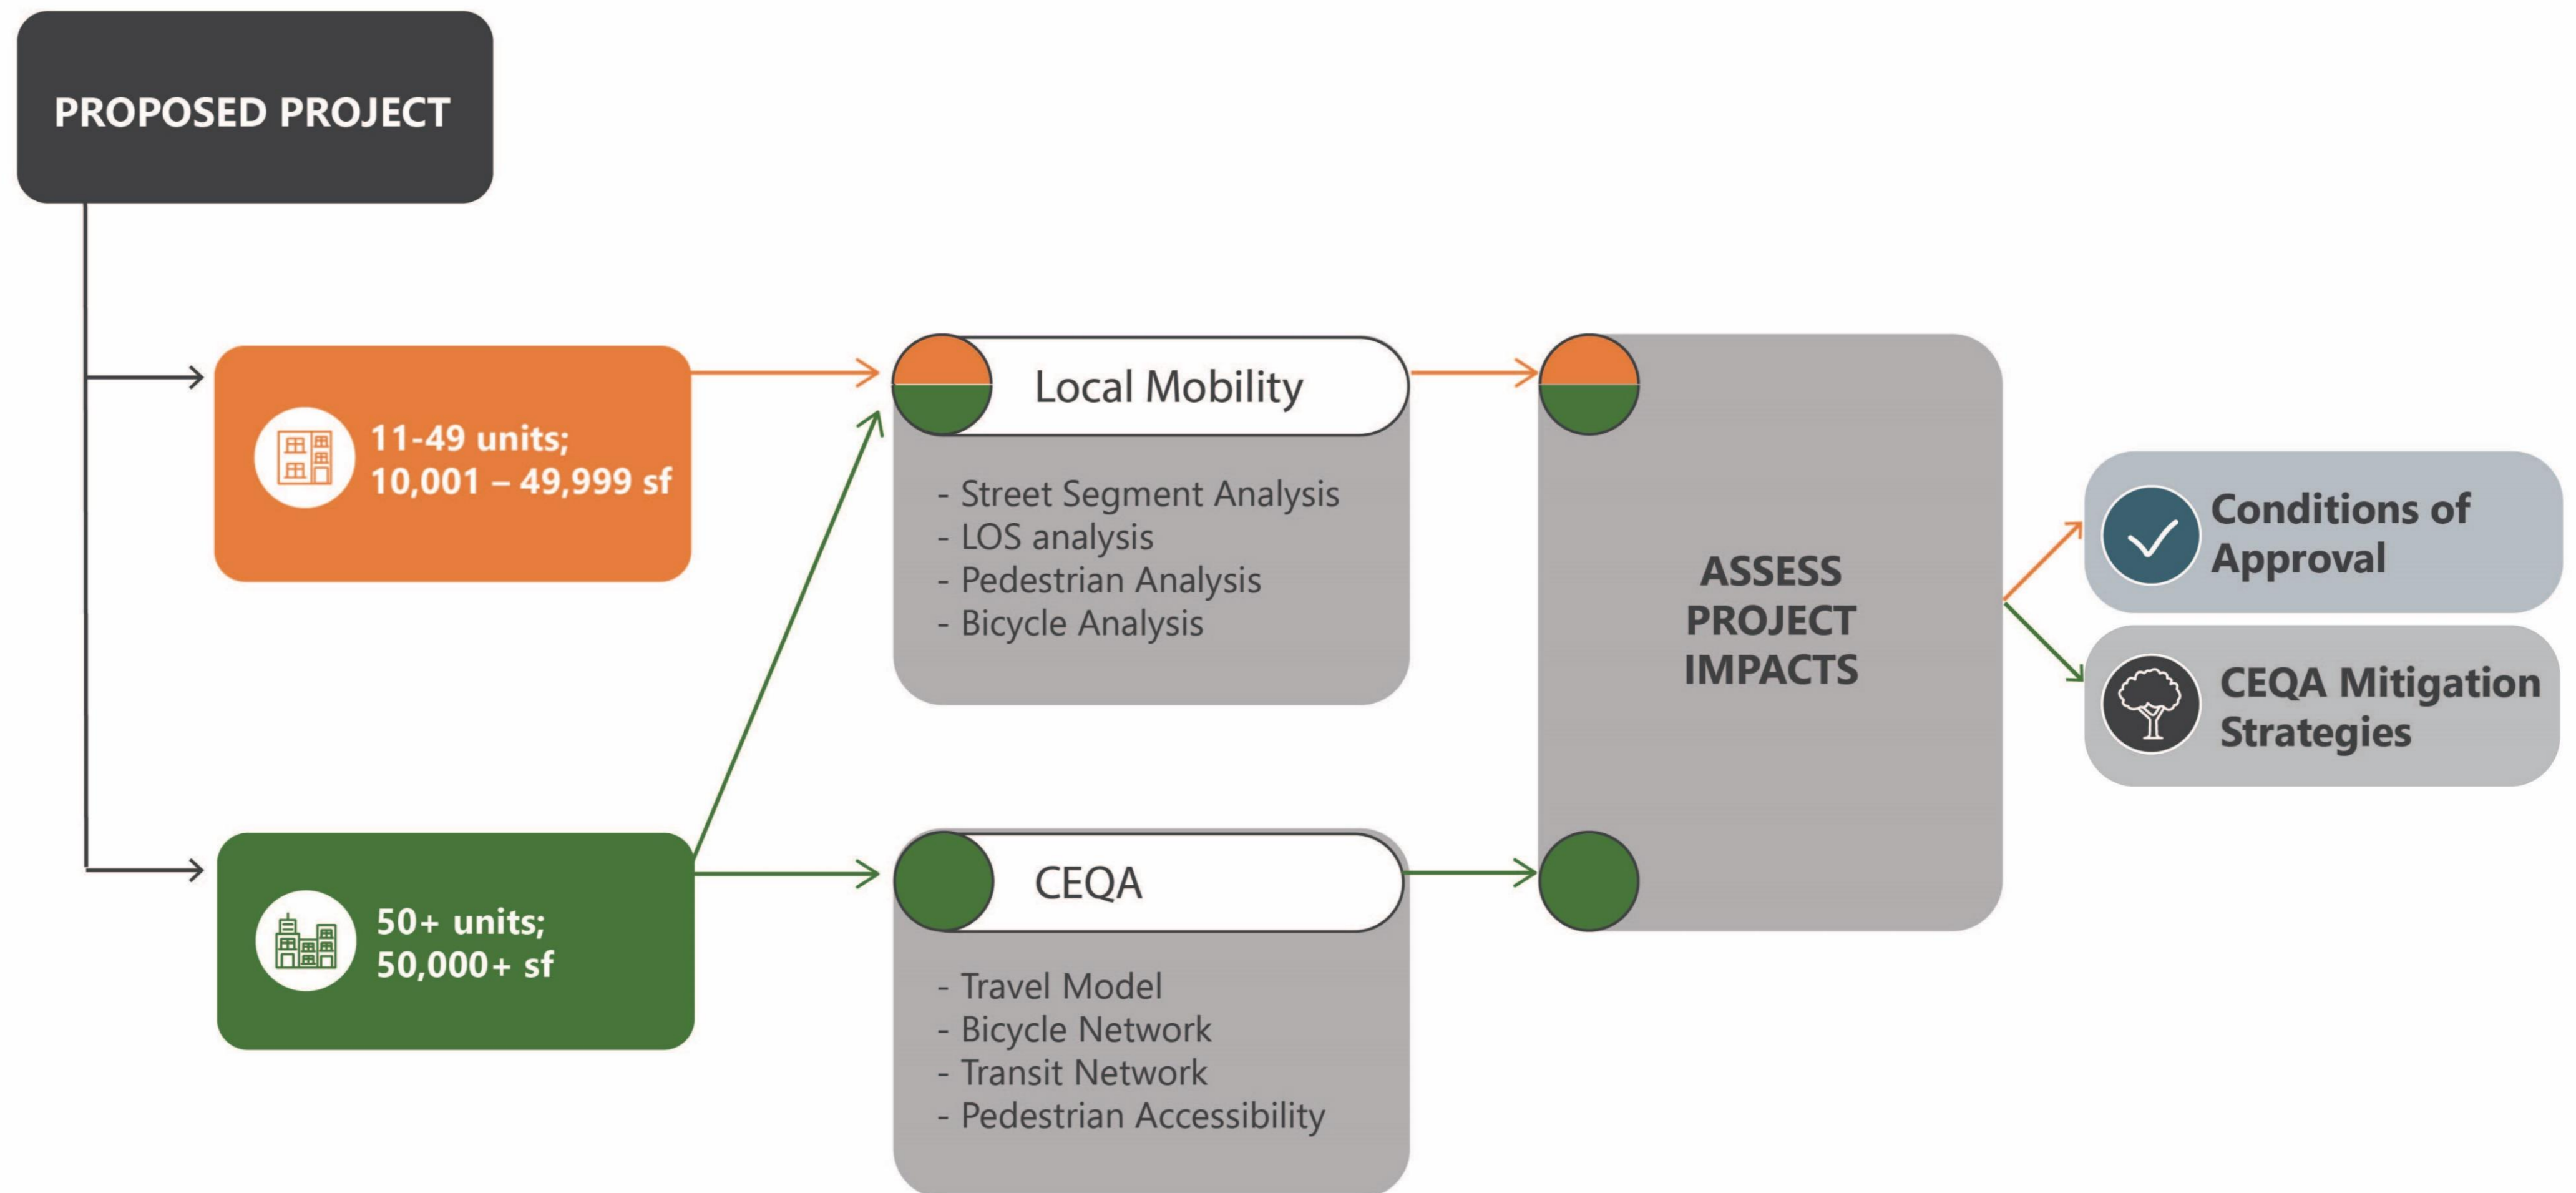 PROPOSED PROJECT
11-49 units;
10,001 – 49,999 sf
50+ units;
50,000+ sf
Local Mobility
- Street Segment Analysis
- LOS analysis
- Pedestrian Analysis
- Bicycle Analysis
CEQA
- Travel Model
- Bicycle Network
- Transit Network
- Pedestrian Accessibility
ASSESS
PROJECT
IMPACTS
Conditions of
Approval
CEQA Mitigation
Strategies